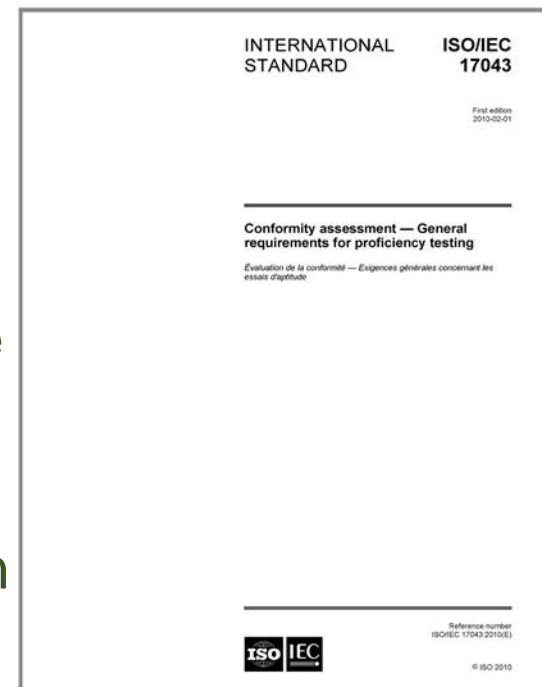 INTERNATIONAL
STANDARD
ISO/IEC
17043
First edition
2010-02-01
Conformity assessment — General
requirements for proficiency testing
Évaluation de la conformité — Exigences générales concernant les
essais d'aptitude
e
n
Reference number
ISO/IEC 17043:2010(E)
ISO IEC
© ISO 2010